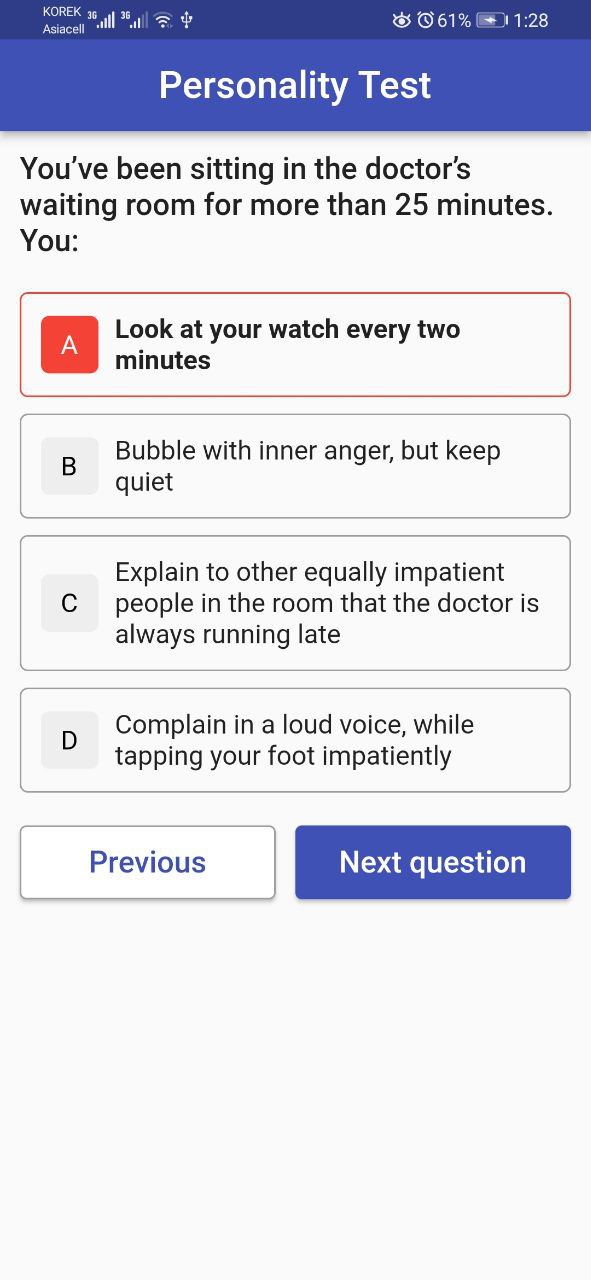 KOREK 3G 3G 61% 1:28
Asiacell
Personality Test
You’ve been sitting in the doctor’s
waiting room for more than 25 minutes.
You:
A Look at your watch every two
minutes
B Bubble with inner anger, but keep
quiet
Explain to other equally impatient
C people in the room that the doctor is
always running late
D Complain in a loud voice, while
tapping your foot impatiently
Previous Next question